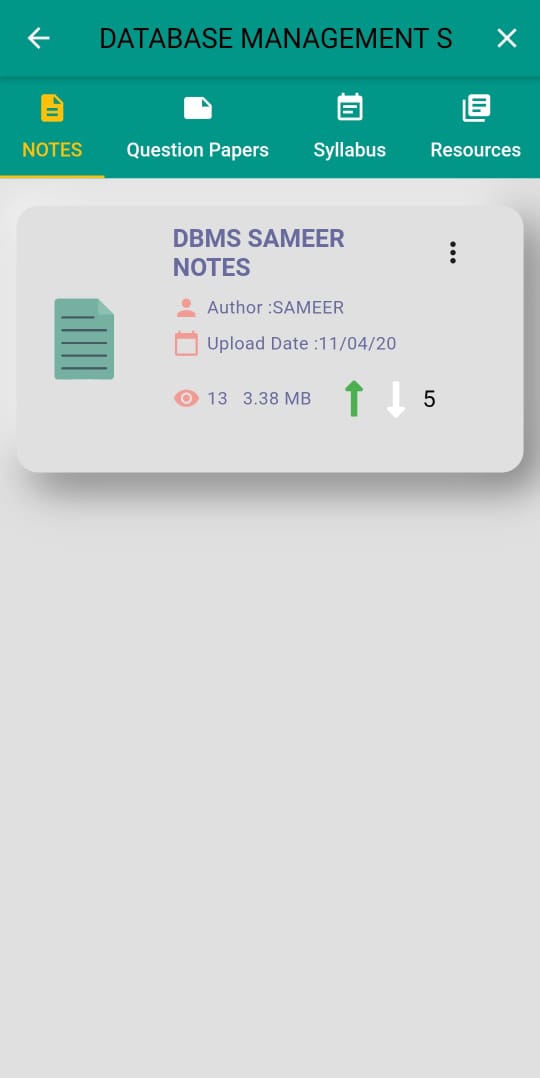 DATABASE MANAGEMENT S
NOTES Question Papers Syllabus Resources
DBMS SAMEER
NOTES
Author :SAMEER
Upload Date :11/04/20
13 3.38 MB 5